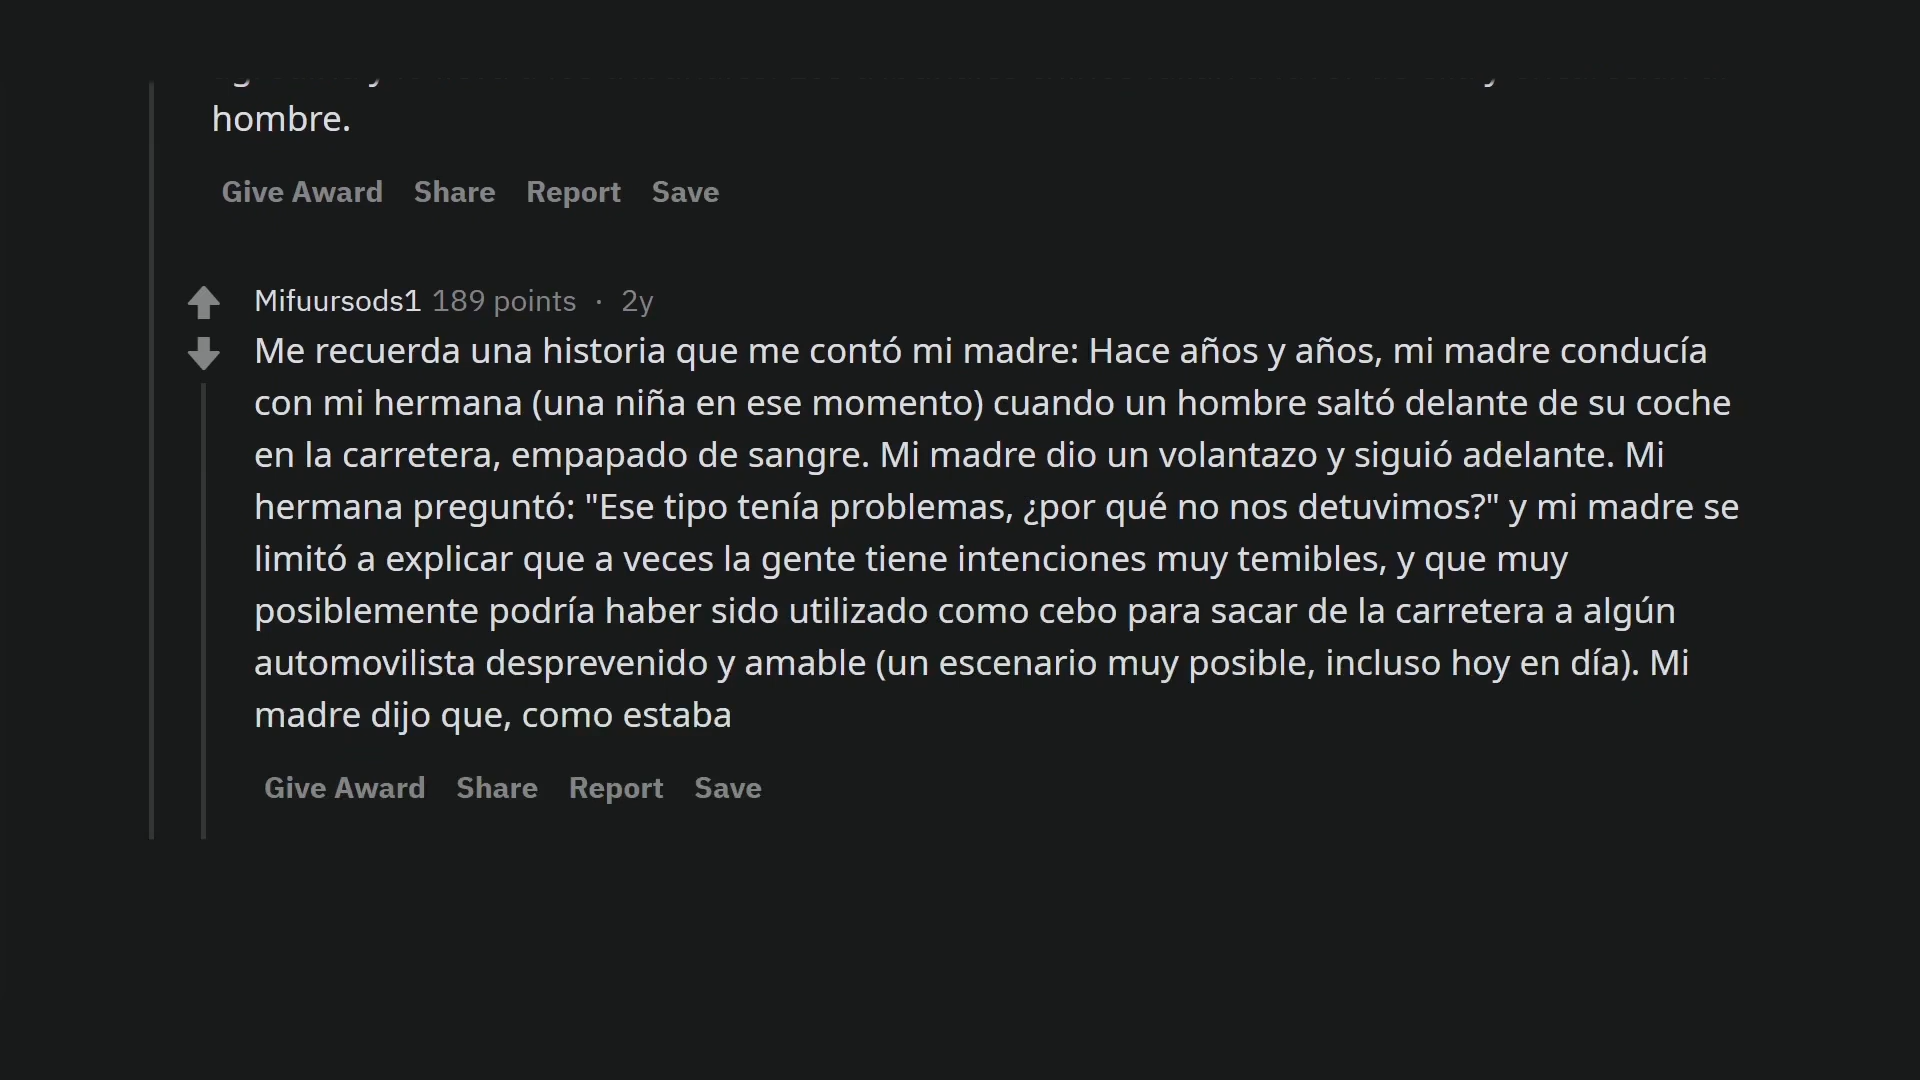 hombre.
Give Award Share Report Save
Mifuursods1 189 points · 2y
Me recuerda una historia que me contó mi madre: Hace años y años, mi madre conducía
con mi hermana (una niña en ese momento) cuando un hombre saltó delante de su coche
en la carretera, empapado de sangre. Mi madre dio un volantazo y siguió adelante. Mi
hermana preguntó: "Ese tipo tenía problemas, ¿por qué no nos detuvimos?" y mi madre se
limitó a explicar que a veces la gente tiene intenciones muy temibles, y que muy
posiblemente podría haber sido utilizado como cebo para sacar de la carretera a algún
automovilista desprevenido y amable (un escenario muy posible, incluso hoy en día). Mi
madre dijo que, como estaba
Give Award Share Report Save